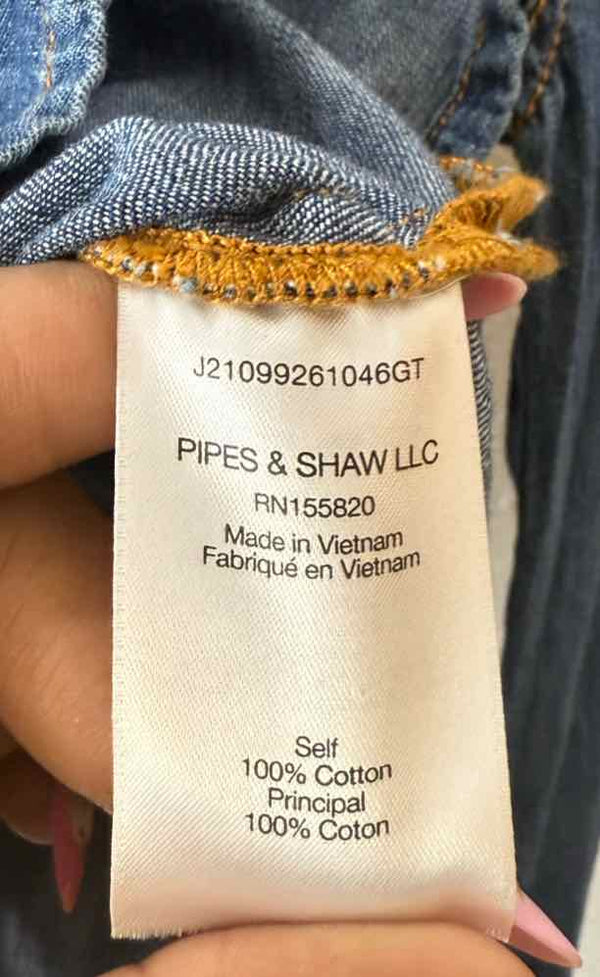 J21099261046GT
PIPES & SHAW LLC
RN155820
Made in Vietnam
Fabriqué en Vietnam
Self
100% Cotton
Principal
100% Coton